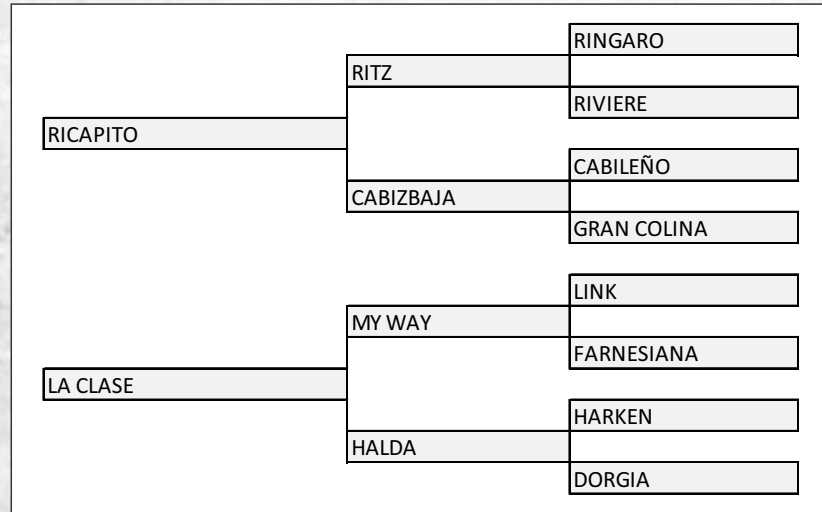 RINGARO
RITZ
RIVIERE
RICAPITO
CABILEÑO
CABIZBAJA
GRAN COLINA
LINK
MY WAY
FARNESIANA
LA CLASE
HARKEN
HALDA
DORGIA